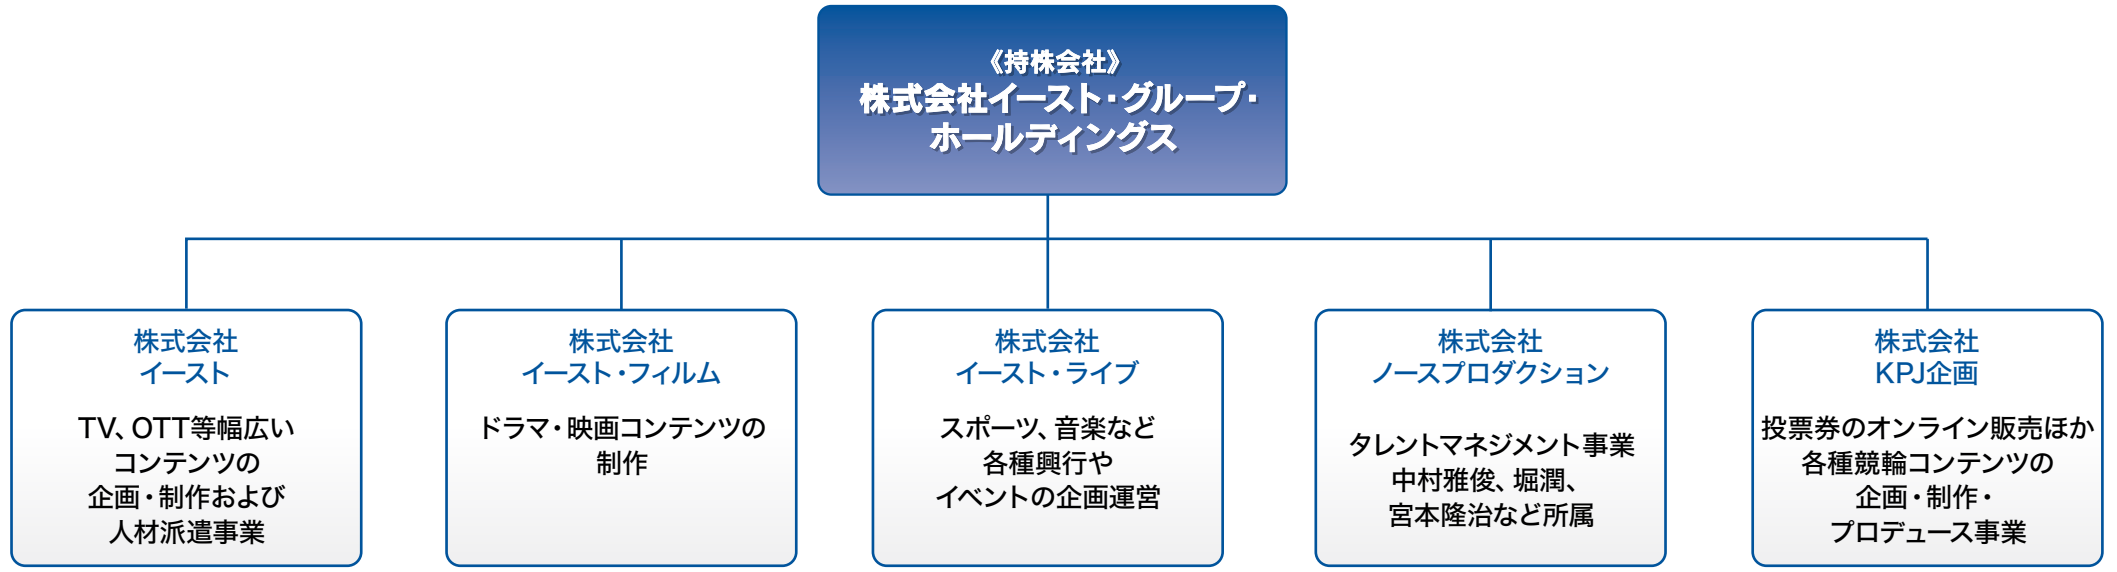 《持株会社》
株式会社イースト・グループ・
ホールディングス
株式会社
イースト
TV、OTT等幅広い
コンテンツの
企画・制作および
人材派遣事業
株式会社
イースト・フィルム
ドラマ・映画コンテンツの
制作
株式会社
イースト・ライブ
スポーツ、音楽など
各種興行や
イベントの企画運営
株式会社
ノースプロダクション
タレントマネジメント事業
中村雅俊、堀潤、
宮本隆治など所属
株式会社
KPJ企画
投票券のオンライン販売ほか
各種競輪コンテンツの
企画・制作・
プロデュース事業